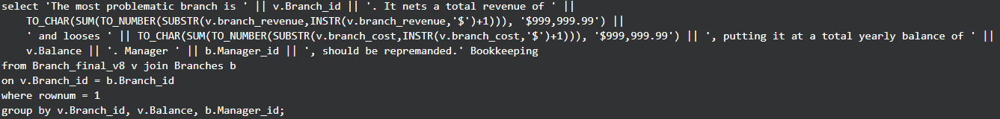 select 'The most problematic branch is ' || v.Branch_id || '. It nets a total revenue of ' ||
TO_CHAR(SUM(TO_NUMBER(SUBSTR(v.branch_revenue,INSTR(v.branch_revenue,'$')+1))), '$999,999.99') ||
' and looses ' || TO_CHAR(SUM(TO_NUMBER(SUBSTR(v.branch_cost,INSTR(v.branch_cost,'$')+1))), '$999,999.99') || ', putting it at a total yearly balance of ' ||
v.Balance || '. Manager ' || b.Manager_id || ', should be repremanded.' Bookkeeping
from Branch_final_v8 v join Branches b
on v.Branch_id = b.Branch_id
where rownum = 1
group by v.Branch_id, v.Balance, b.Manager_id;